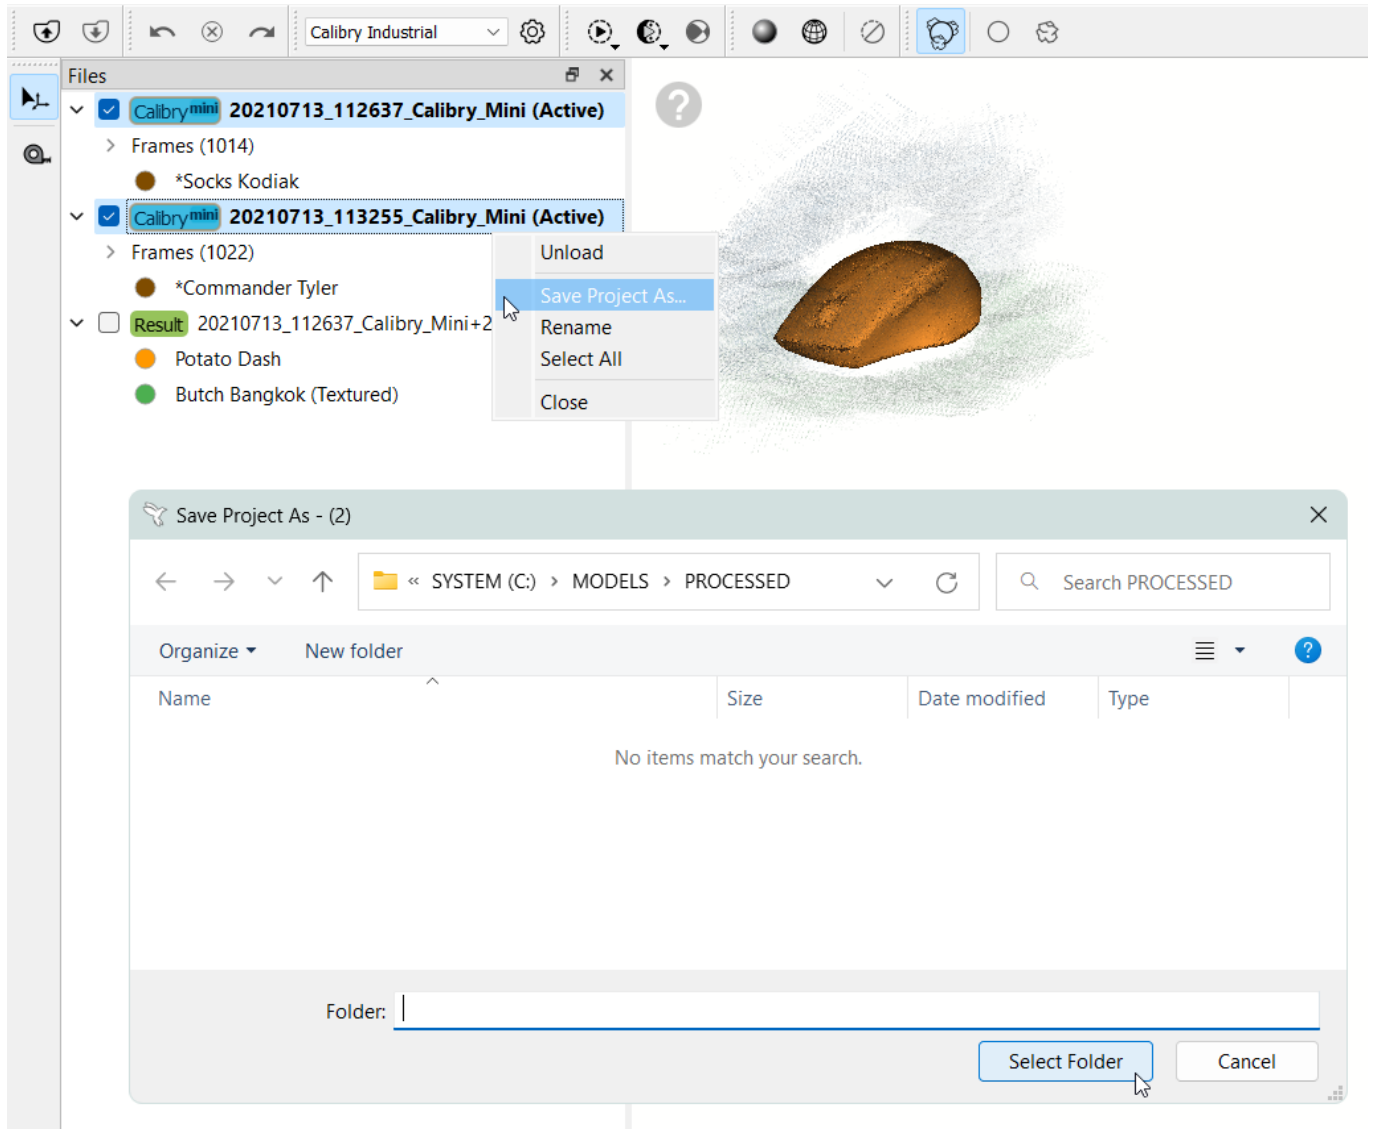 Calibry Industrial
Files
Calibry mini 20210713_112637_Calibry_Mini (Active)
Frames (1014)
*Socks Kodiak
Calibry mini 20210713_113255_Calibry_Mini (Active)
Frames (1022)
*Commander Tyler
Result 20210713_112637_Calibry_Mini+2
Potato Dash
Butch Bangkok (Textured)
Unload
Save Project As...
Rename
Select All
Close
?
Save Project As - (2)
« SYSTEM (C:) > MODELS > PROCESSED
Search PROCESSED
Organize
New folder
?
Name
Size
Date modified
Type
No items match your search.
Folder:
Select Folder
Cancel